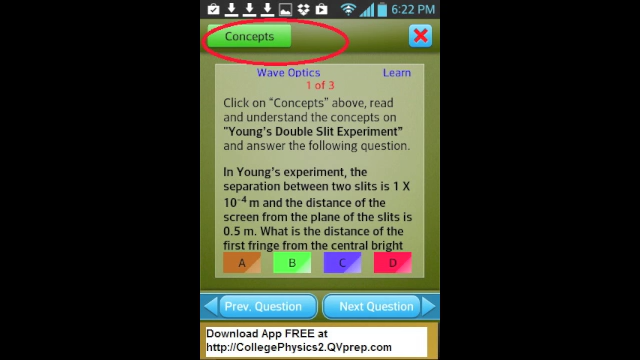 6:22 PM
Concepts
Wave Optics Learn
1 of 3
Click on “Concepts” above, read
and understand the concepts on
"Young’s Double Slit Experiment”
and answer the following question.
In Young’s experiment, the
separation between two slits is 1 X
10⁻⁴ m and the distance of the
screen from the plane of the slits is
0.5 m. What is the distance of the
first fringe from the central bright
A B C D
Prev. Question Next Question
Download App FREE at
http://CollegePhysics2.QVprep.com